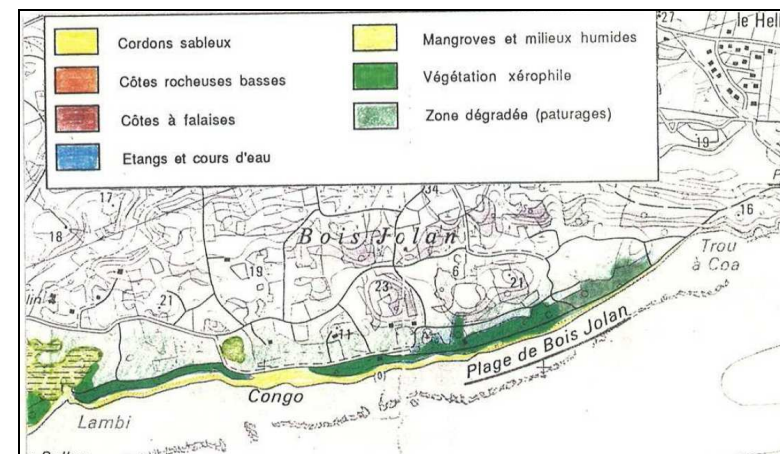 Cordons sableux
Côtes rocheuses basses
Côtes à falaises
Etangs et cours d'eau
Mangroves et milieux humides
Végétation xérophile
Zone dégradée (paturages)
27
le Hel
19
34
17
16
18
Bois Jolan
Trou
à Coa
19
6
23
21
21
11
Plage de Bois Jolan
(0)
Congo
Lambi